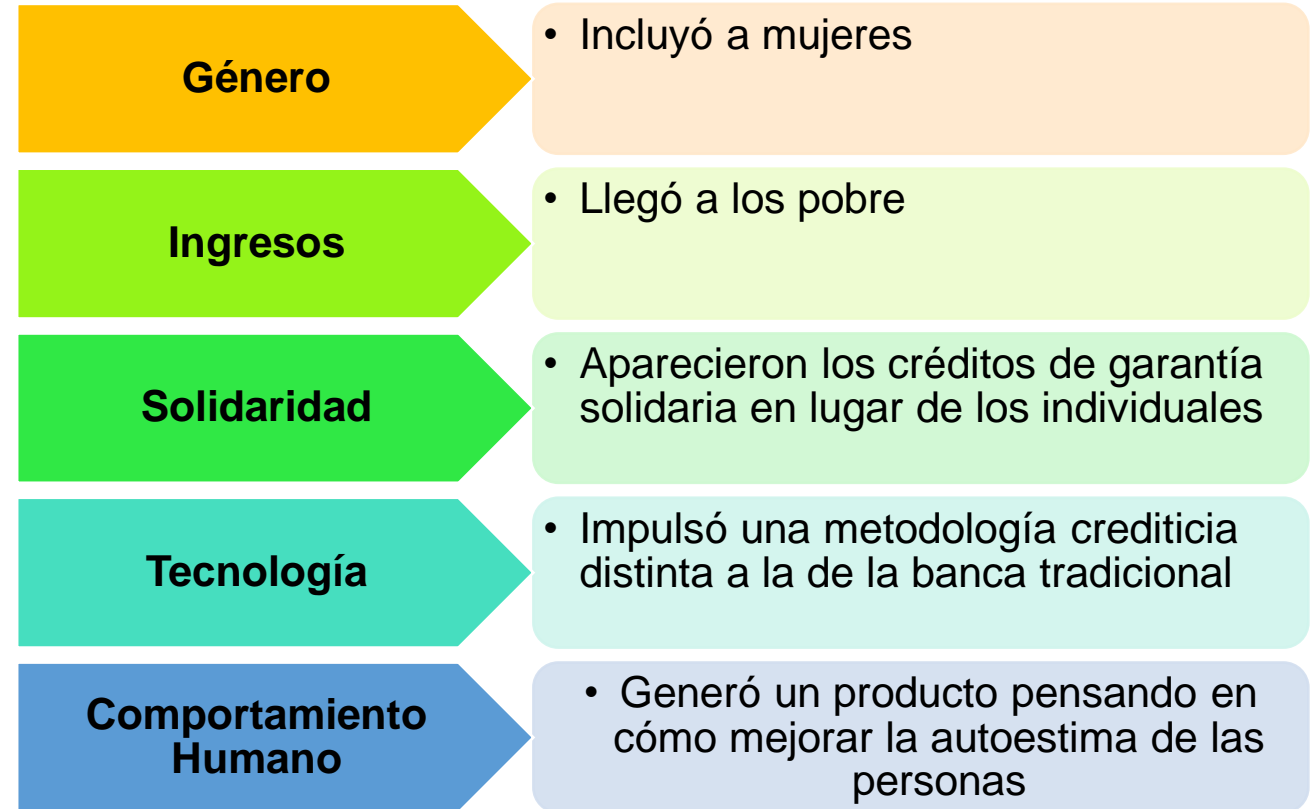 Género
• Incluyó a mujeres
Ingresos
• Llegó a los pobre
Solidaridad
• Aparecieron los créditos de garantía
solidaria en lugar de los individuales
Tecnología
• Impulsó una metodología crediticia
distinta a la de la banca tradicional
Comportamiento
Humano
• Generó un producto pensando en
cómo mejorar la autoestima de las
personas